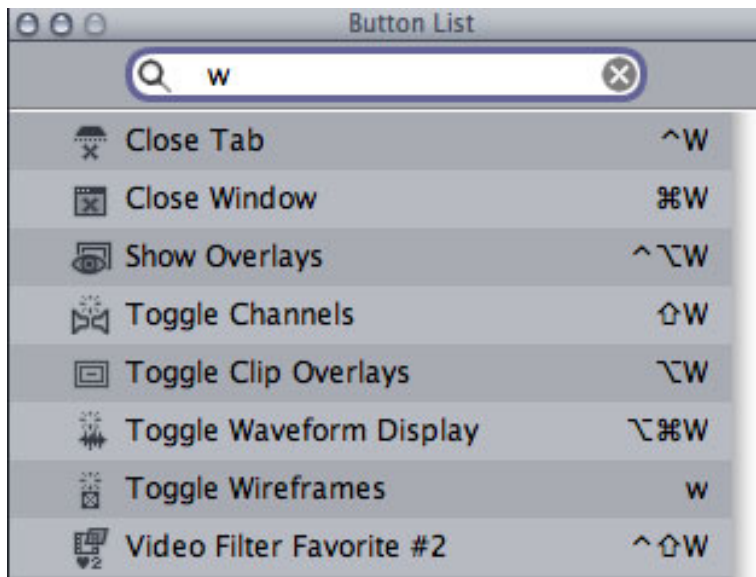 Button List
w
Close Tab ^W
Close Window ⌘W
Show Overlays ^⌥W
Toggle Channels ⇧W
Toggle Clip Overlays ⌥W
Toggle Waveform Display ⌥⌘W
Toggle Wireframes w
Video Filter Favorite #2 ^⇧W